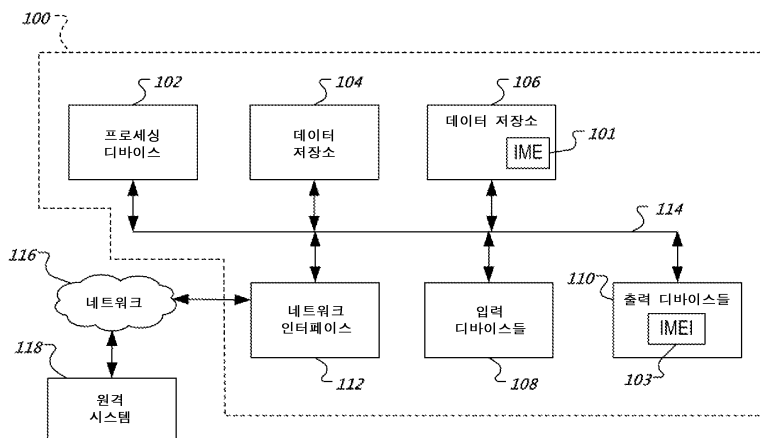 100
102
104
106
프로세싱
디바이스
데이터
저장소
데이터 저장소
IME
101
114
116
네트워크
네트워크
인터페이스
112
입력
디바이스들
108
110
출력 디바이스들
IMEI
103
118
원격
시스템